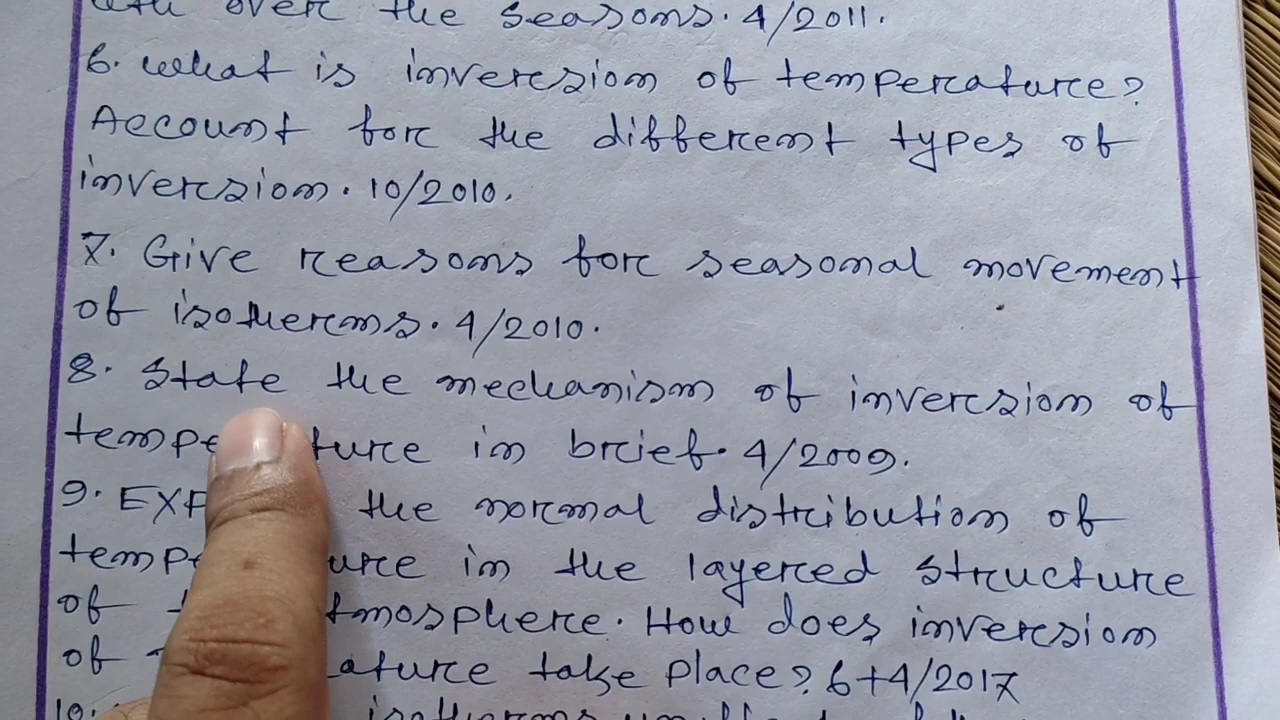 over the seasons. 4/2011.
6. What is inversion of temperature?
Account for the different types of
inversion. 10/2010.
7. Give reasons for seasonal movement
of isotherms. 4/2010.
8. State the mechanism of inversion of
ture in brief. 4/2009.
9. the normal distribution of
ure in the layered structure
of tmosphere. How does inversion
of ature take place? 6+4/2017
10. isotherms